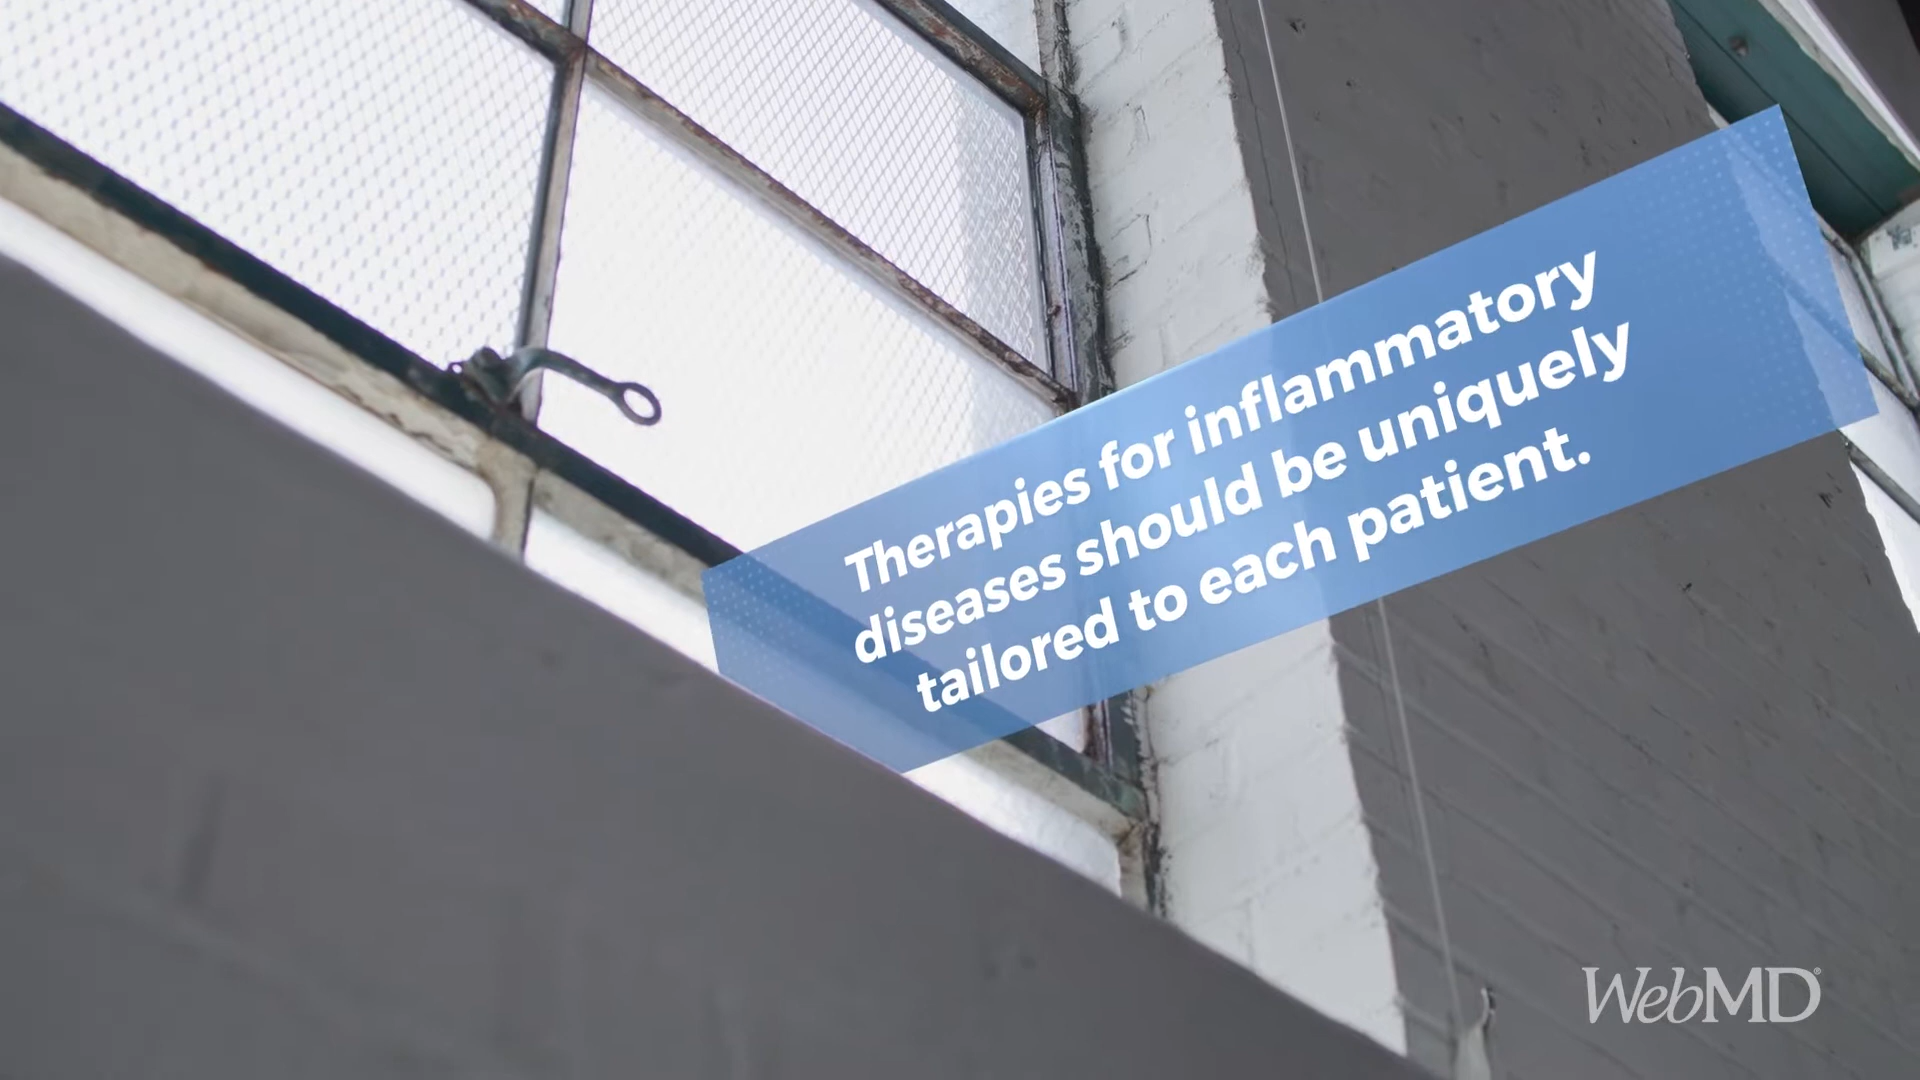 Therapies for inflammatory
diseases should be uniquely
tailored to each patient.
WebMD®